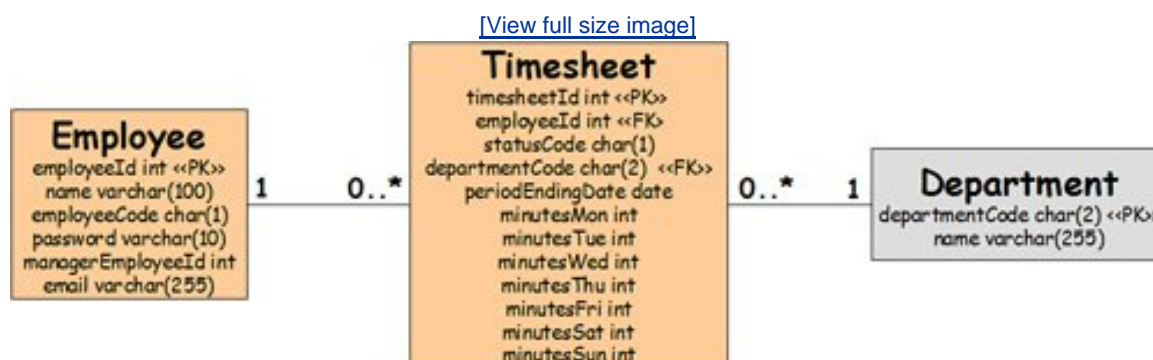 [View full size image]
Timesheet
timesheetId int <<PK>>
employeeId int <<FK>
statusCode char(1)
departmentCode char(2) <<FK>>
periodEndingDate date
minutesMon int
minutesTue int
minutesWed int
minutesThu int
minutesFri int
minutesSat int
minutesSun int
Employee
employeeId int <<PK>>
name varchar(100)
employeeCode char(1)
password varchar(10)
managerEmployeeId int
email varchar(255)
1 0..*
0..* 1
Department
departmentCode char(2) <<PK>
name varchar(255)